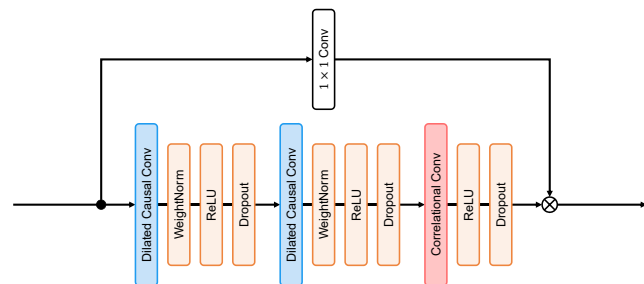 1 × 1 Conv
Dilated Causal Conv
WeightNorm
ReLU
Dropout
Dilated Causal Conv
WeightNorm
ReLU
Dropout
Correlational Conv
ReLU
Dropout